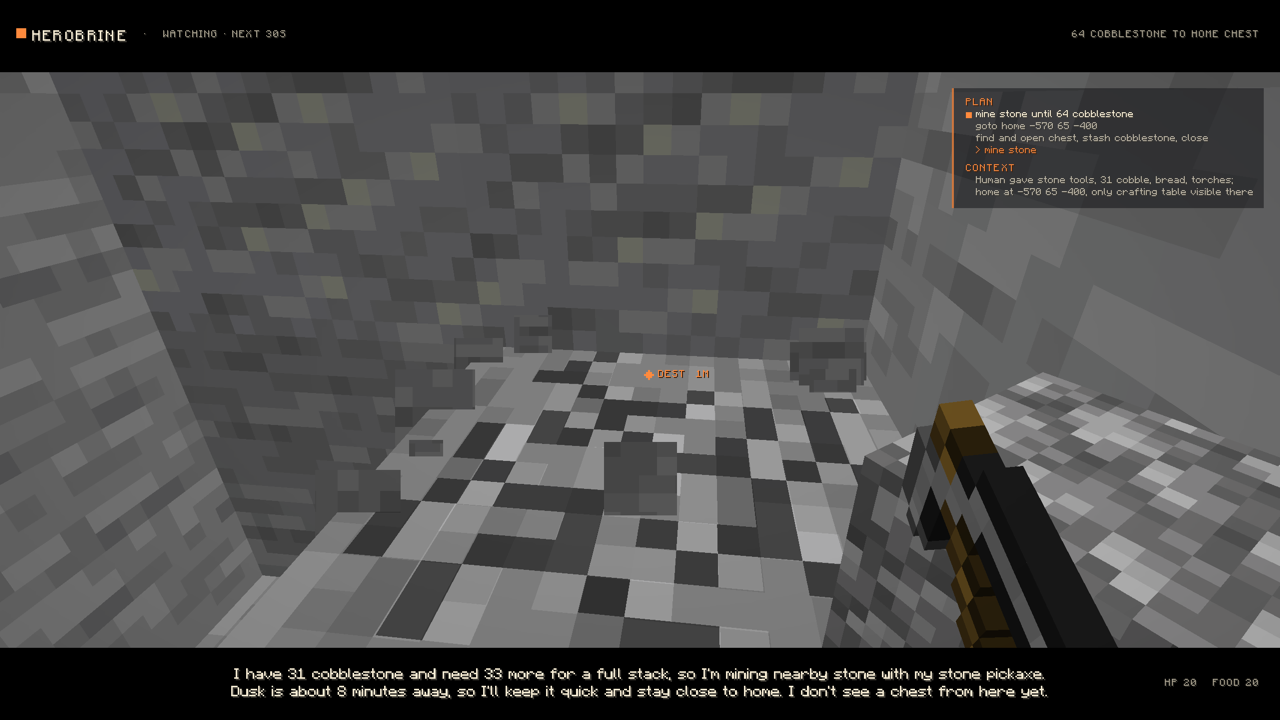 HEROBRINE · WATCHING · NEXT 30S
64 COBBLESTONE TO HOME CHEST
PLAN
mine stone until 64 cobblestone
goto home -570 65 -400
find and open chest, stash cobblestone, close
> mine stone
CONTEXT
Human gave stone tools, 31 cobble, bread, torches;
home at -570 65 -400, only crafting table visible there
DEST 1M
I have 31 cobblestone and need 33 more for a full stack, so I'm mining nearby stone with my stone pickaxe.
Dusk is about 8 minutes away, so I'll keep it quick and stay close to home. I don't see a chest from here yet.
HP 20 FOOD 20